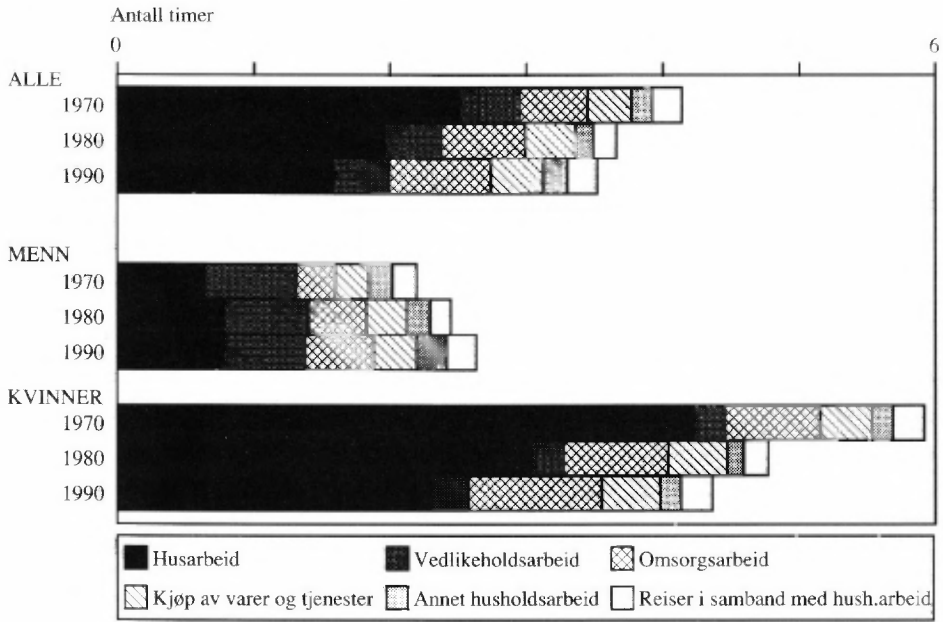 Antall timer
0 6
ALLE
1970
1980
1990
MENN
1970
1980
1990
KVINNER
1970
1980
1990
Husarbeid Vedlikeholdsarbeid Omsorgsarbeid
Kjøp av varer og tjenester Annet husholdsarbeid Reiser i samband med hush.arbeid